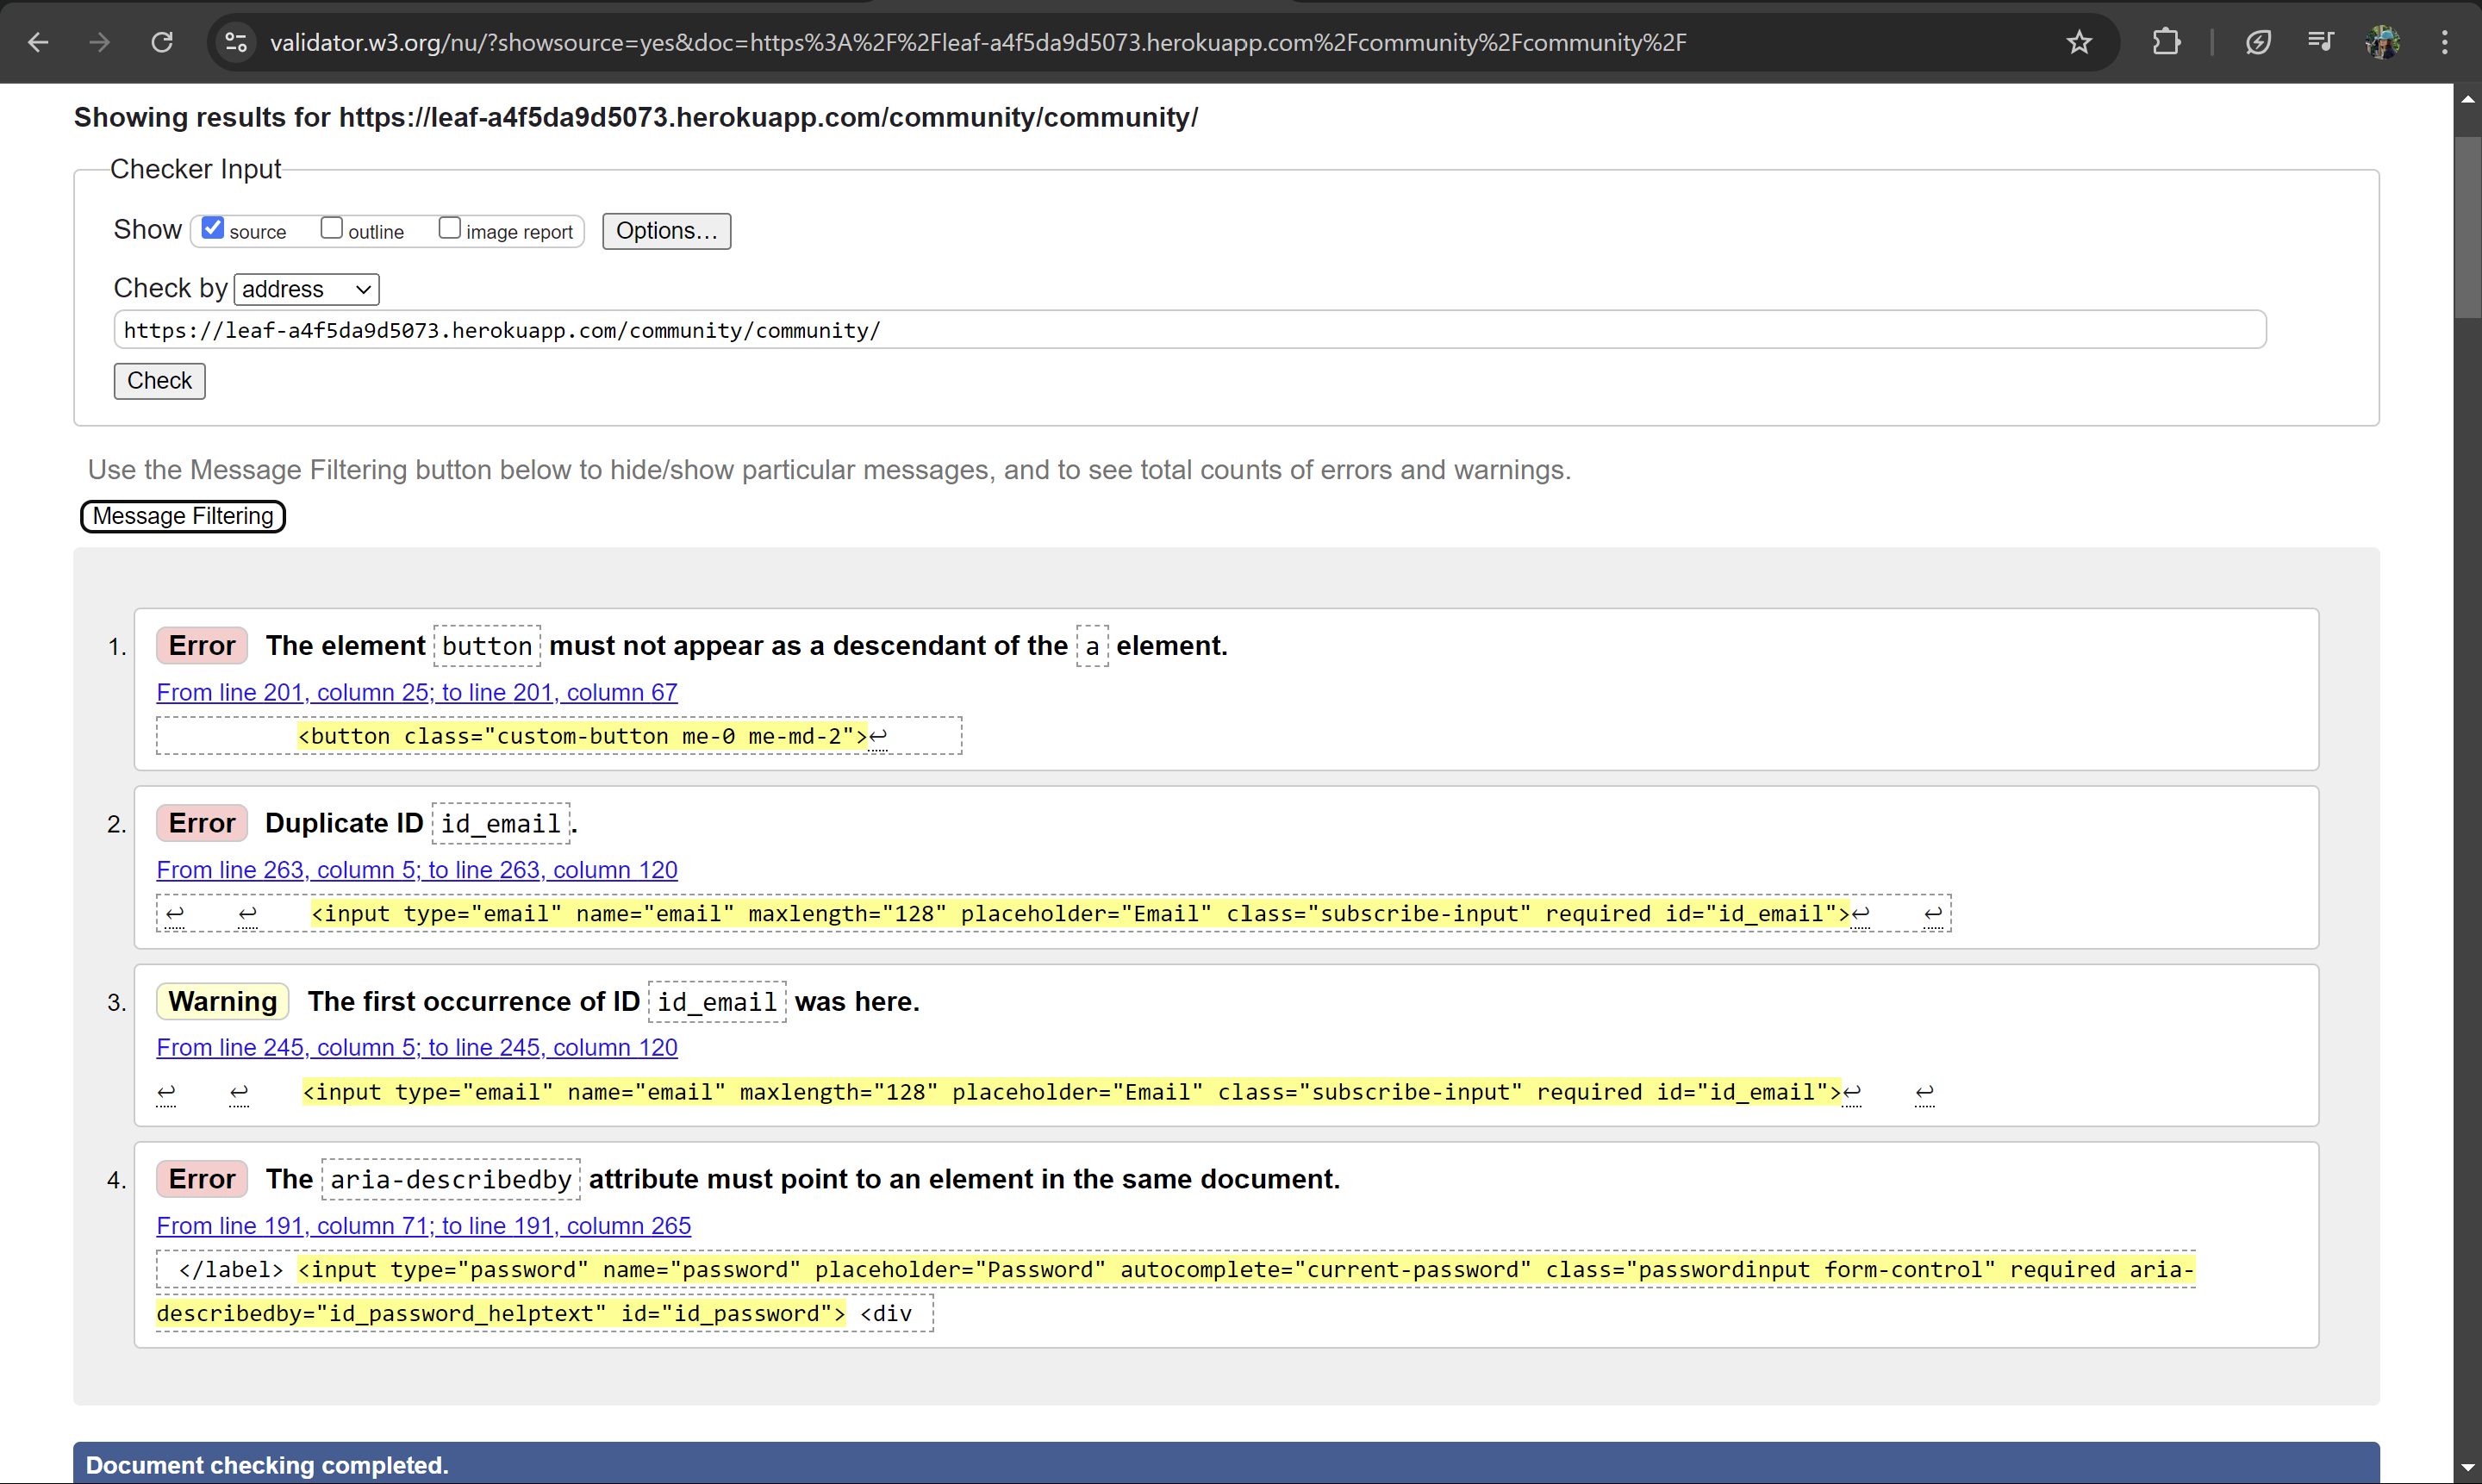 validator.w3.org/nu/?showsource=yes&doc=https%3A%2F%2Fleaf-a4f5da9d5073.herokuapp.com%2Fcommunity%2Fcommunity%2F
Showing results for https://leaf-a4f5da9d5073.herokuapp.com/community/community/
Checker Input
Show source outline image report Options...
Check by address
https://leaf-a4f5da9d5073.herokuapp.com/community/community/
Check
Use the Message Filtering button below to hide/show particular messages, and to see total counts of errors and warnings.
Message Filtering
1. Error The element button must not appear as a descendant of the a element.
From line 201, column 25; to line 201, column 67
<button class="custom-button me-0 me-md-2">↩
2. Error Duplicate ID id_email.
From line 263, column 5; to line 263, column 120
↩ ↩ <input type="email" name="email" maxlength="128" placeholder="Email" class="subscribe-input" required id="id_email">↩ ↩
3. Warning The first occurrence of ID id_email was here.
From line 245, column 5; to line 245, column 120
↩ ↩ <input type="email" name="email" maxlength="128" placeholder="Email" class="subscribe-input" required id="id_email">↩ ↩
4. Error The aria-describedby attribute must point to an element in the same document.
From line 191, column 71; to line 191, column 265
</label> <input type="password" name="password" placeholder="Password" autocomplete="current-password" class="passwordinput form-control" required aria-
describedby="id_password_helptext" id="id_password"> <div
Document checking completed.